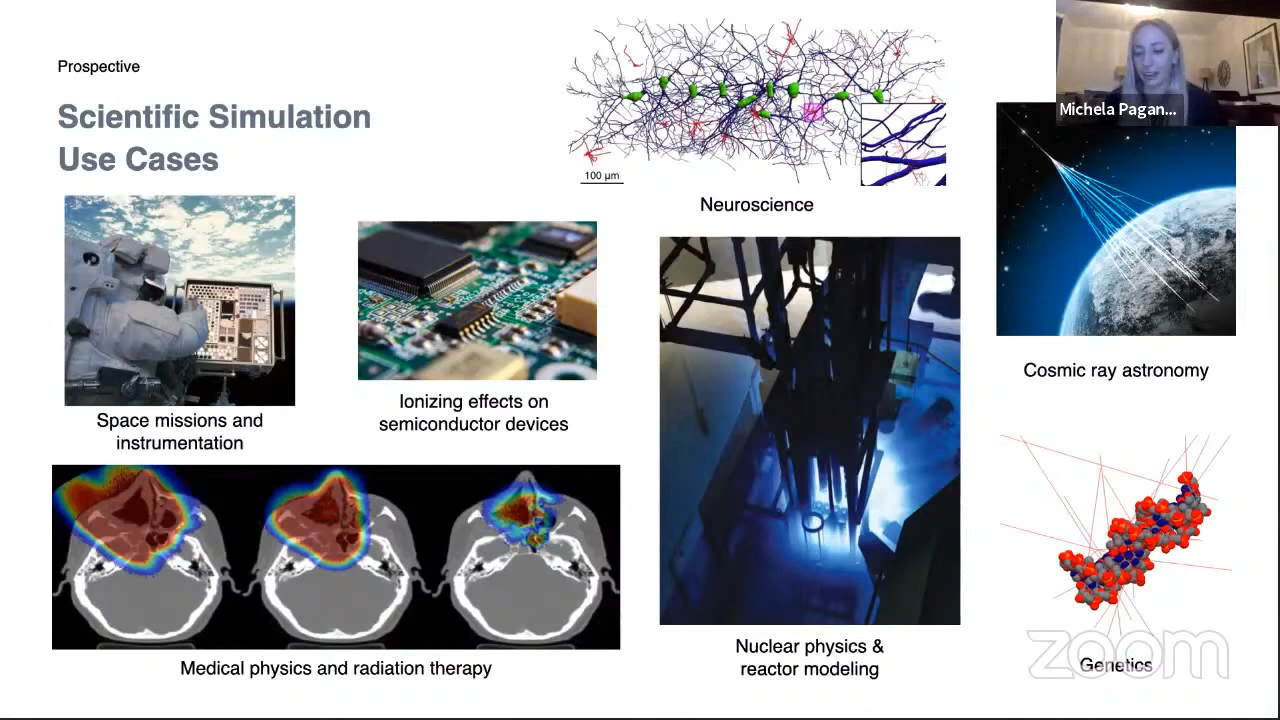 Prospective
Scientific Simulation
Use Cases
100 µm
Neuroscience
Michela Pagan...
Space missions and
instrumentation
Ionizing effects on
semiconductor devices
Cosmic ray astronomy
Medical physics and radiation therapy
Nuclear physics &
reactor modeling
Genetics
zoom